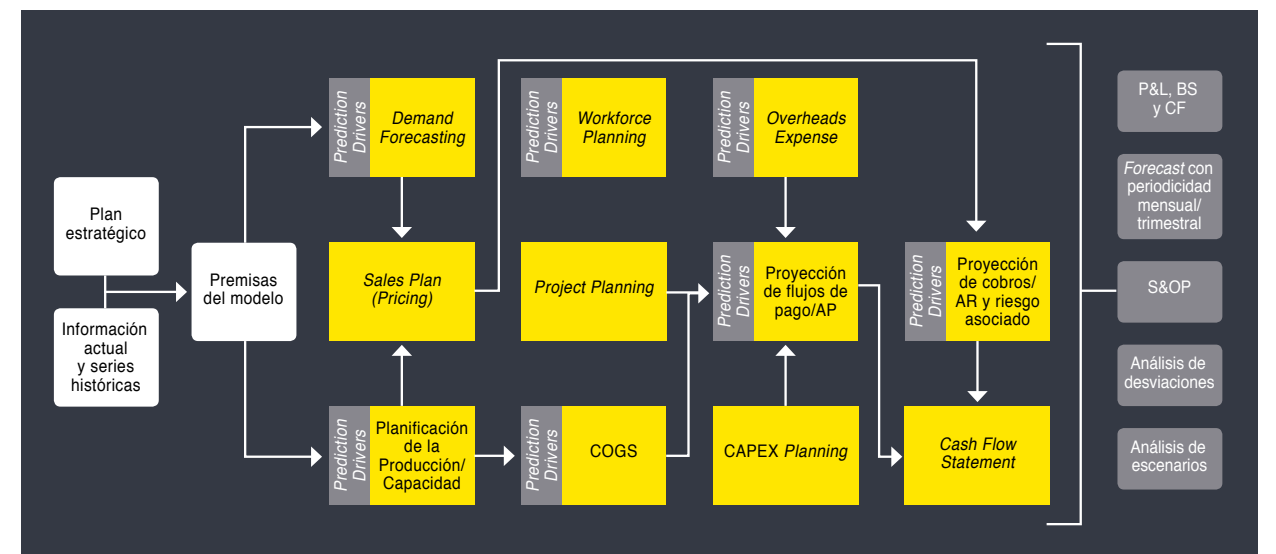 Plan
estratégico
Información
actual
y series
históricas
Premisas
del modelo
Prediction
Drivers
Demand
Forecasting
Prediction
Drivers
Workforce
Planning
Prediction
Drivers
Overheads
Expense
Sales Plan
(Pricing)
Project Planning
Prediction
Drivers
Proyección
de flujos de
pago/AP
Prediction
Drivers
Proyección
de cobros/
AR y riesgo
asociado
Prediction
Drivers
Planificación
de la
Producción/
Capacidad
Prediction
Drivers
COGS
CAPEX Planning
Cash Flow
Statement
P&L, BS
y CF
Forecast con
periodicidad
mensual/
trimestral
S&OP
Análisis de
desviaciones
Análisis de
escenarios